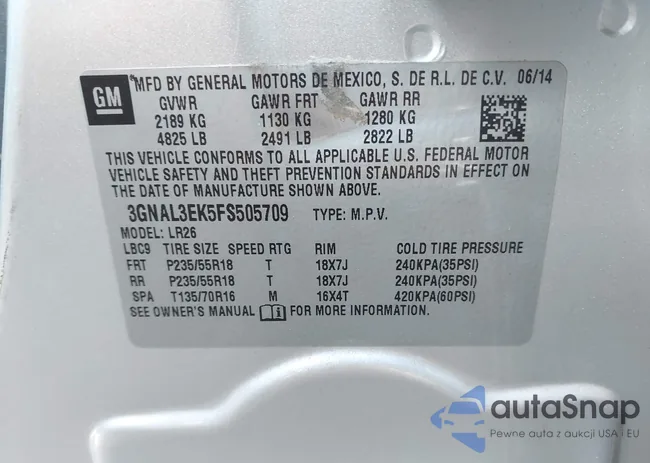 GM
MFD BY GENERAL MOTORS DE MEXICO, S. DE R.L. DE C.V. 06/14
GVWR GAWR FRT GAWR RR
2189 KG 1130 KG 1280 KG
4825 LB 2491 LB 2822 LB
THIS VEHICLE CONFORMS TO ALL APPLICABLE U.S. FEDERAL MOTOR
VEHICLE SAFETY AND THEFT PREVENTION STANDARDS IN EFFECT ON
THE DATE OF MANUFACTURE SHOWN ABOVE.
3GNAL3EK5FS505709 TYPE: M.P.V.
MODEL: LR26
LBC9 TIRE SIZE SPEED RTG RIM COLD TIRE PRESSURE
FRT P235/55R18 T 18X7J 240KPA(35PSI)
RR P235/55R18 T 18X7J 240KPA(35PSI)
SPA T135/70R16 M 16X4T 420KPA(60PSI)
SEE OWNER'S MANUAL i FOR MORE INFORMATION.
autaSnap
Pewne auta z aukcji USA i EU